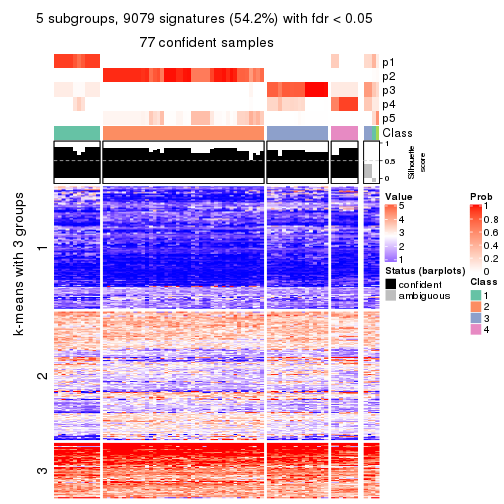 5 subgroups, 9079 signatures (54.2%) with fdr < 0.05
77 confident samples
p1
p2
p3
p4
p5
Class
1
0.5
0
Silhouette
score
k-means with 3 groups
1
2
3
Value
5
4
3
2
1
Status (barplots)
confident
ambiguous
Prob
1
0.8
0.6
0.4
0.2
0
Class
1
2
3
4